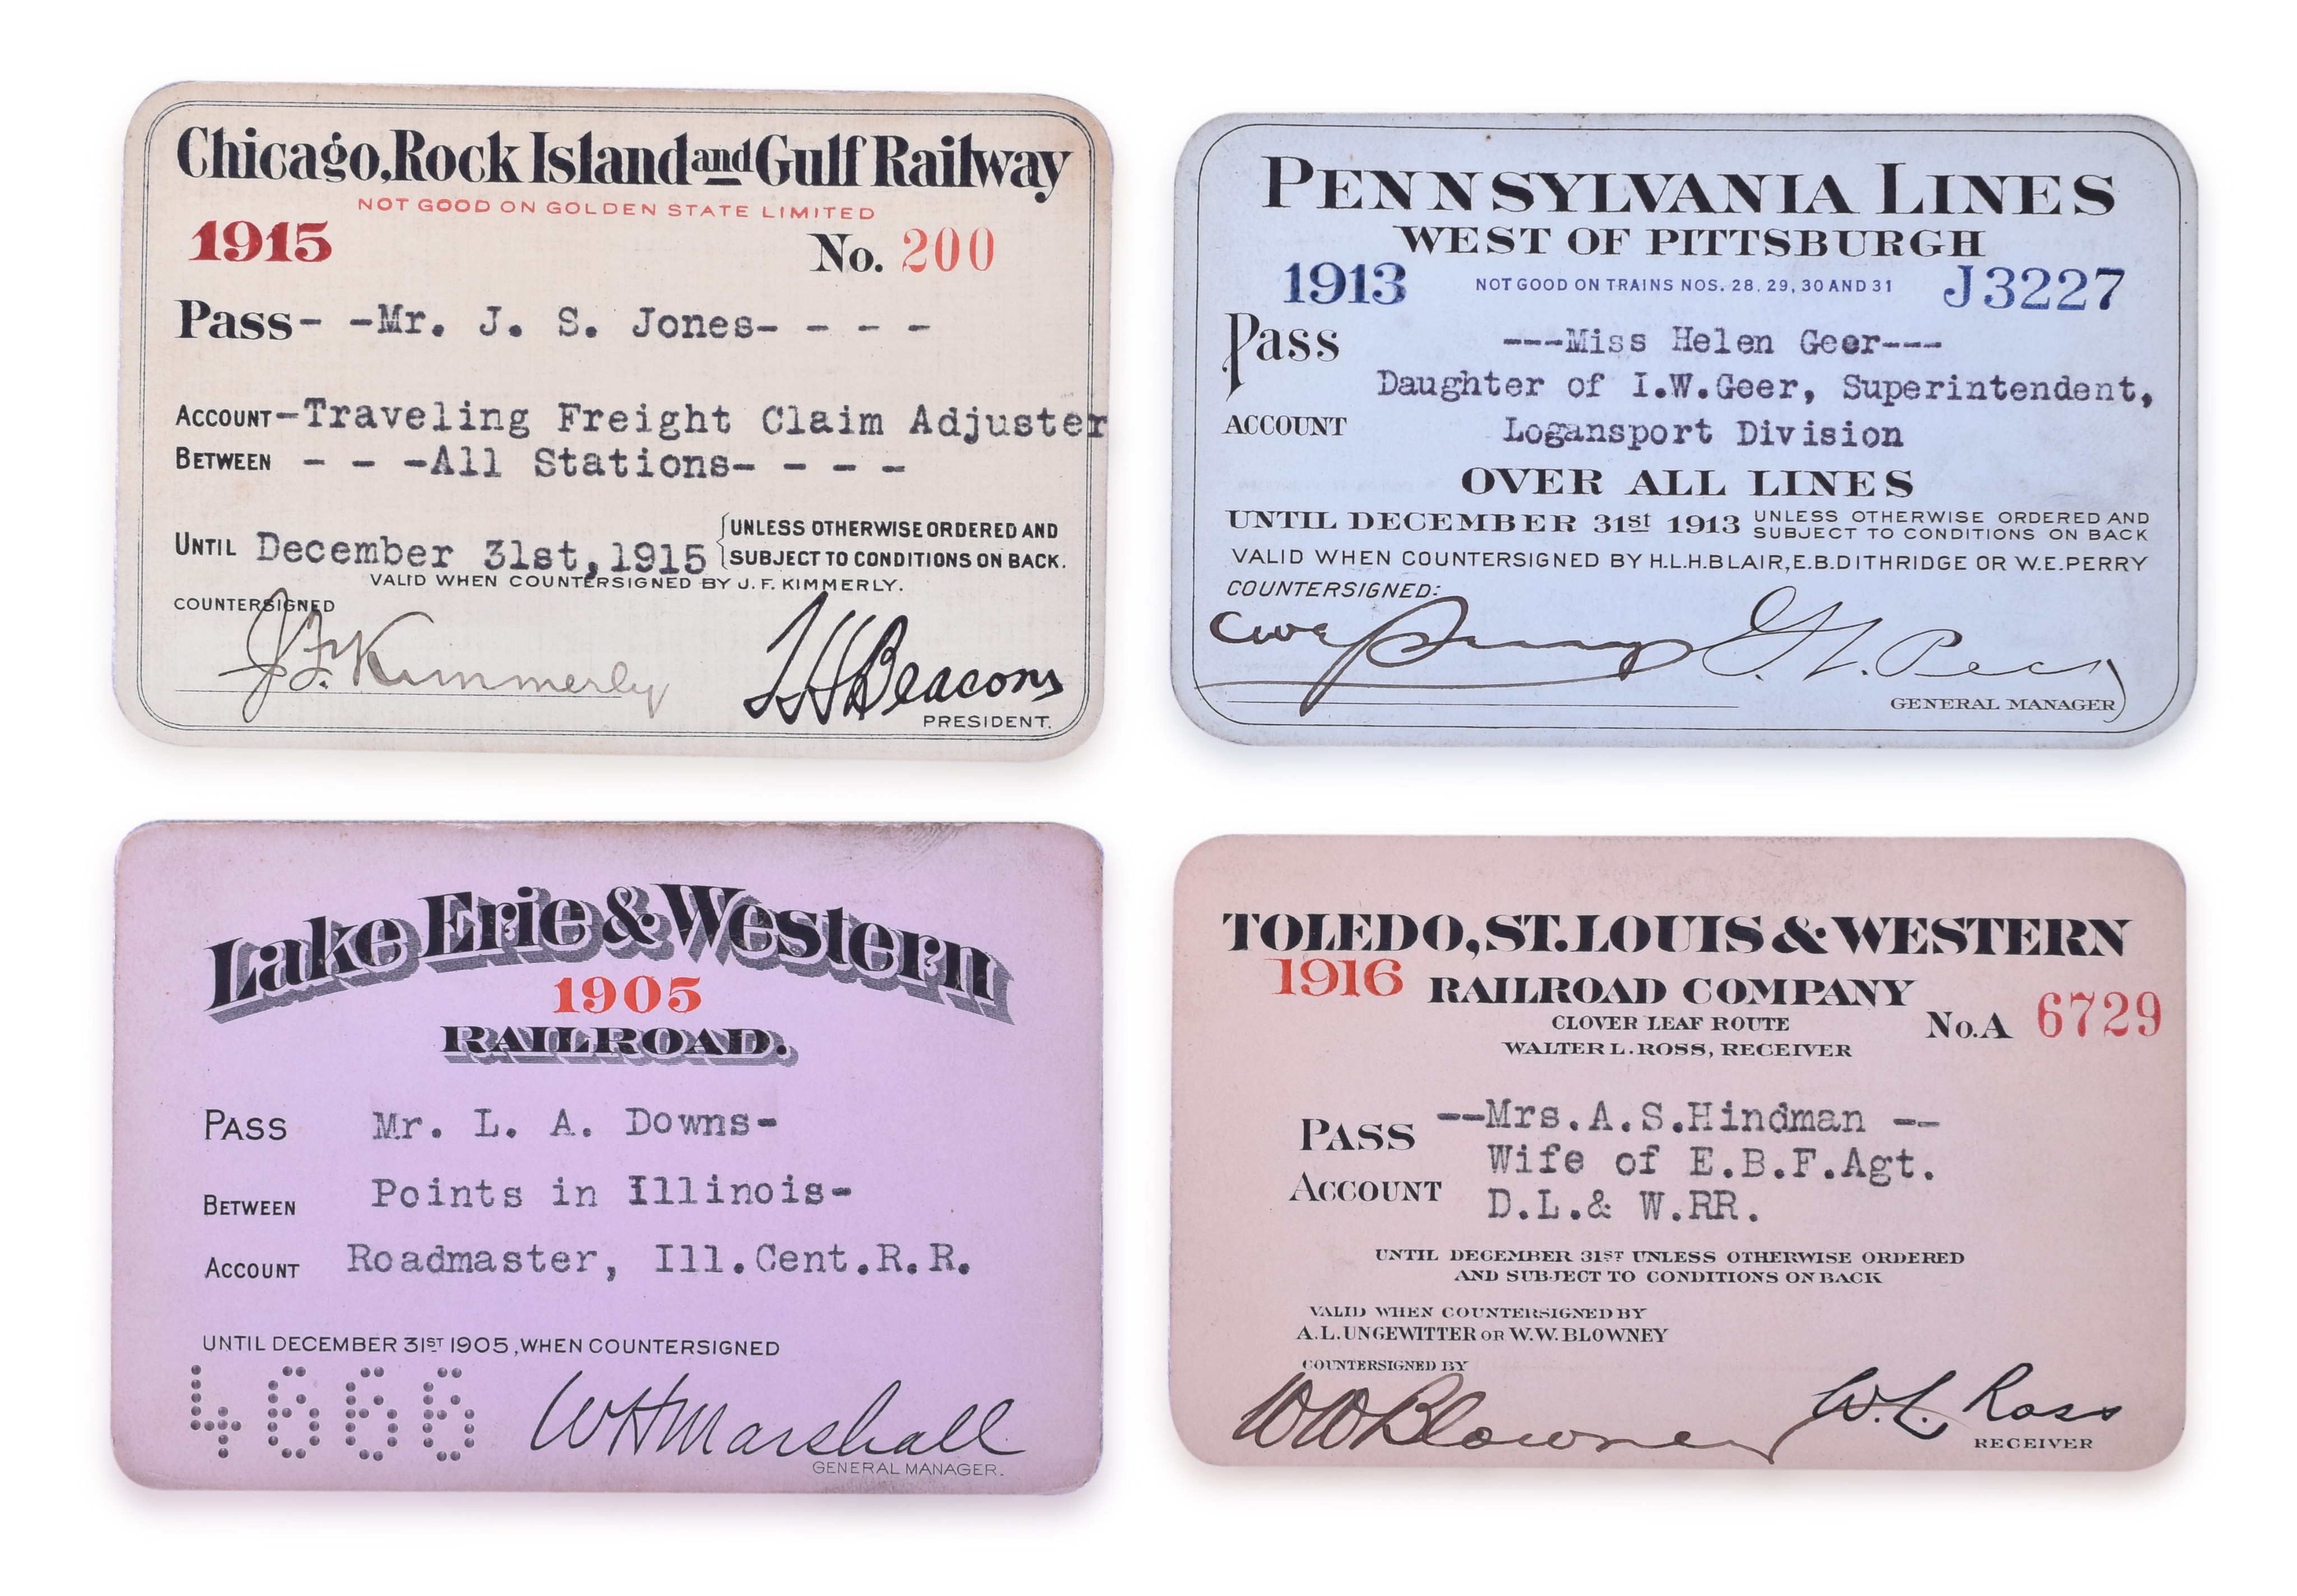 Chicago, Rock Island and Gulf Railway
NOT GOOD ON GOLDEN STATE LIMITED
1915 No. 200
Pass- -Mr. J. S. Jones- - - -
ACCOUNT-Traveling Freight Claim Adjuster
BETWEEN - - -All Stations- - - -
UNTIL December 31st, 1915 UNLESS OTHERWISE ORDERED AND
SUBJECT TO CONDITIONS ON BACK.
VALID WHEN COUNTERSIGNED BY J. F. KIMMERLY.
COUNTERSIGNED
J. F. Kimmerly
PRESIDENT.
PENNSYLVANIA LINES
WEST OF PITTSBURGH
1913 NOT GOOD ON TRAINS NOS. 28, 29, 30 AND 31 J3227
Pass ---Miss Helen Geer---
Daughter of I.W.Geer, Superintendent,
ACCOUNT Logansport Division
OVER ALL LINES
UNTIL DECEMBER 31st 1913 UNLESS OTHERWISE ORDERED AND
SUBJECT TO CONDITIONS ON BACK
VALID WHEN COUNTERSIGNED BY H.L.H.BLAIR, E.B.DITHRIDGE OR W.E.PERRY
COUNTERSIGNED:
G. L. Peck
GENERAL MANAGER
Lake Erie & Western
1905
RAILROAD.
PASS Mr. L. A. Downs-
BETWEEN Points in Illinois-
ACCOUNT Roadmaster, Ill.Cent.R.R.
UNTIL DECEMBER 31ST 1905, WHEN COUNTERSIGNED
4666 W H Marshall
GENERAL MANAGER.
TOLEDO, ST. LOUIS & WESTERN
1916 RAILROAD COMPANY
CLOVER LEAF ROUTE No. A 6729
WALTER L. ROSS, RECEIVER
PASS --Mrs.A.S.Hindman --
Wife of E.B.F.Agt.
ACCOUNT D.L.& W.RR.
UNTIL DECEMBER 31ST UNLESS OTHERWISE ORDERED
AND SUBJECT TO CONDITIONS ON BACK
VALID WHEN COUNTERSIGNED BY
A.L.UNGEWITTER OR W.W.BLOWNEY
COUNTERSIGNED BY
W W Blowney W. L. Ross
RECEIVER